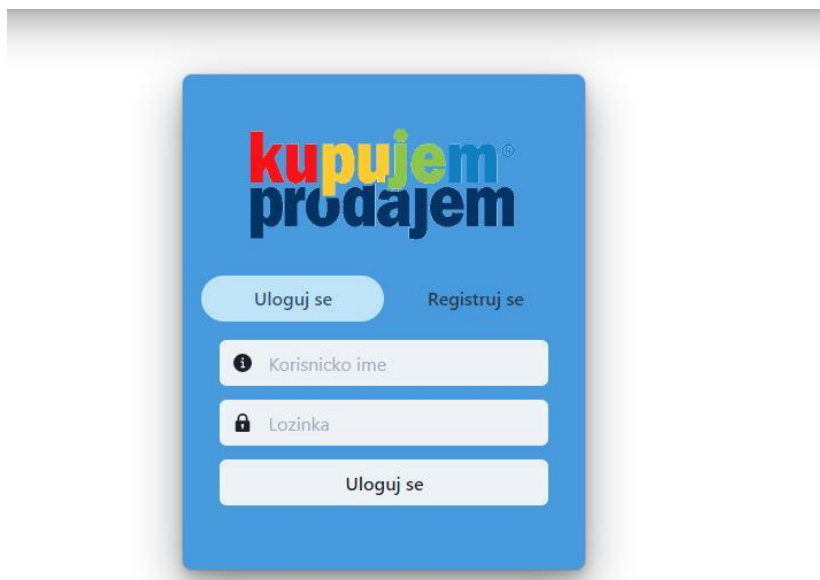 kupujem®
prodajem
Uloguj se Registruj se
Korisnicko ime
Lozinka
Uloguj se